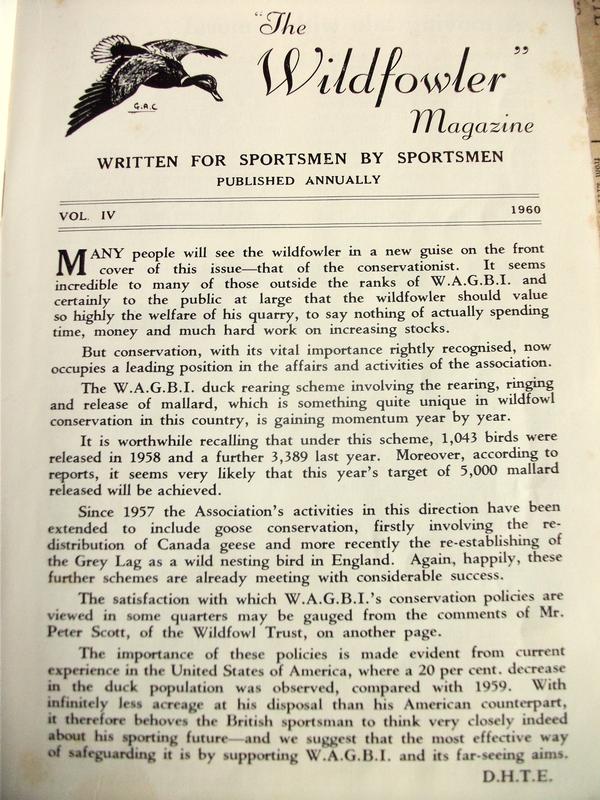 "The
Wildfowler"
Magazine
G.A.C
WRITTEN FOR SPORTSMEN BY SPORTSMEN
PUBLISHED ANNUALLY
VOL. IV 1960
MANY people will see the wildfowler in a new guise on the front
cover of this issue—that of the conservationist. It seems
incredible to many of those outside the ranks of W.A.G.B.I. and
certainly to the public at large that the wildfowler should value
so highly the welfare of his quarry, to say nothing of actually spending
time, money and much hard work on increasing stocks.
But conservation, with its vital importance rightly recognised, now
occupies a leading position in the affairs and activities of the association.
The W.A.G.B.I. duck rearing scheme involving the rearing, ringing
and release of mallard, which is something quite unique in wildfowl
conservation in this country, is gaining momentum year by year.
It is worthwhile recalling that under this scheme, 1,043 birds were
released in 1958 and a further 3,389 last year. Moreover, according to
reports, it seems very likely that this year's target of 5,000 mallard
released will be achieved.
Since 1957 the Association's activities in this direction have been
extended to include goose conservation, firstly involving the re-
distribution of Canada geese and more recently the re-establishing of
the Grey Lag as a wild nesting bird in England. Again, happily, these
further schemes are already meeting with considerable success.
The satisfaction with which W.A.G.B.I.'s conservation policies are
viewed in some quarters may be gauged from the comments of Mr.
Peter Scott, of the Wildfowl Trust, on another page.
The importance of these policies is made evident from current
experience in the United States of America, where a 20 per cent. decrease
in the duck population was observed, compared with 1959. With
infinitely less acreage at his disposal than his American counterpart,
it therefore behoves the British sportsman to think very closely indeed
about his sporting future—and we suggest that the most effective way
of safeguarding it is by supporting W.A.G.B.I. and its far-seeing aims.
D.H.T.E.